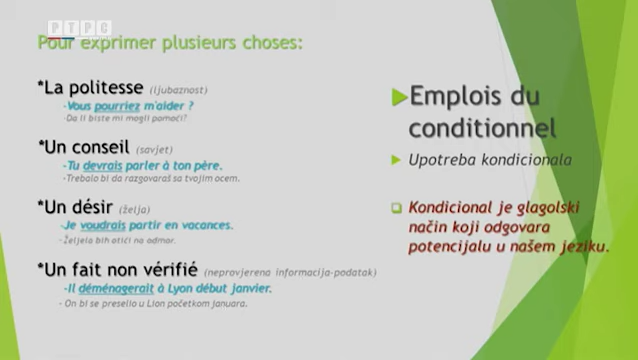 РТРС
Pour exprimer plusieurs choses:
*La politesse (ljubaznost)
-Vous pourriez m'aider ?
-Da li biste mi mogli pomoći?
*Un conseil (savjet)
-Tu devrais parler à ton père.
-Trebalo bi da razgovaraš sa tvojim ocem.
*Un désir (želja)
-Je voudrais partir en vacances.
-Željela bih otići na odmor.
*Un fait non vérifié (neprovjerena informacija-podatak)
-Il déménagerait à Lyon début janvier.
- On bi se preselio u Lion početkom januara.
Emplois du
conditionnel
Upotreba kondicionala
Kondicional je glagolski
način koji odgovara
potencijalu u našem jeziku.